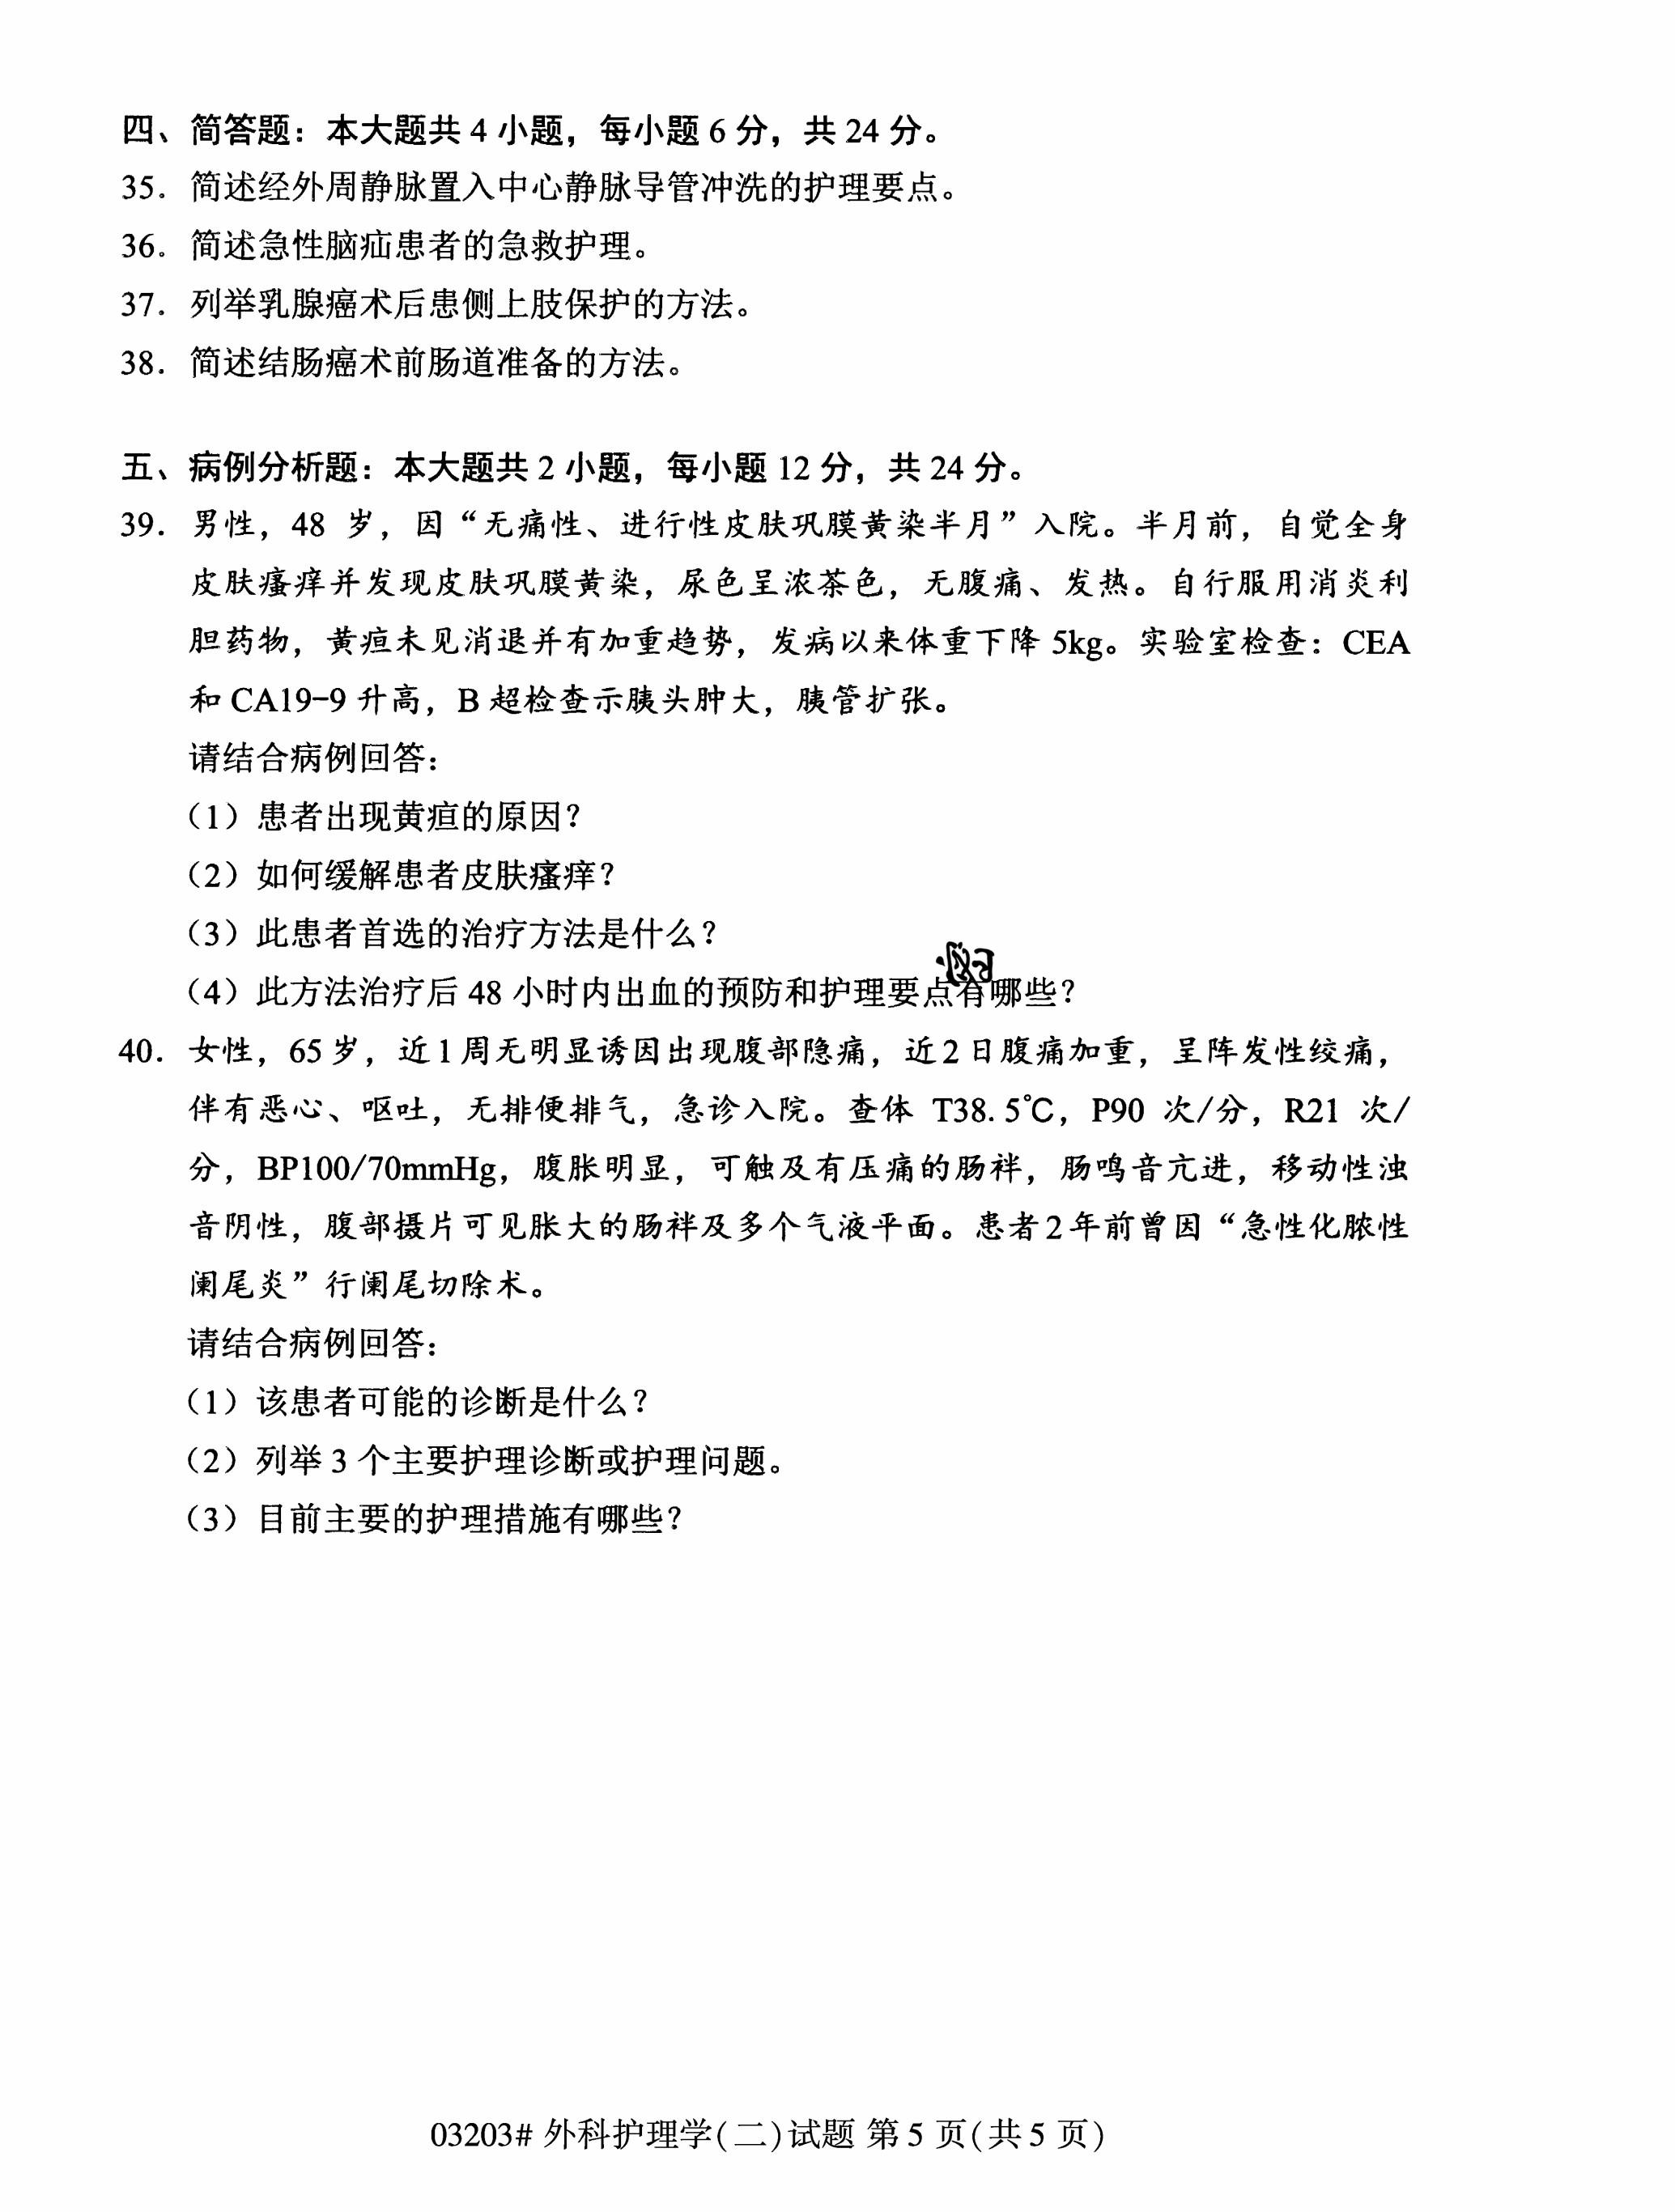 四、简答题：本大题共 4 小题，每小题 6 分，共 24 分。
35. 简述经外周静脉置入中心静脉导管冲洗的护理要点。
36. 简述急性脑疝患者的急救护理。
37. 列举乳腺癌术后患侧上肢保护的方法。
38. 简述结肠癌术前肠道准备的方法。
五、病例分析题：本大题共 2 小题，每小题 12 分，共 24 分。
39. 男性，48 岁，因“无痛性、进行性皮肤巩膜黄染半月”入院。半月前，自觉全身
皮肤瘙痒并发现皮肤巩膜黄染，尿色呈浓茶色，无腹痛、发热。自行服用消炎利
胆药物，黄疸未见消退并有加重趋势，发病以来体重下降 5kg。实验室检查：CEA
和 CA19-9 升高，B 超检查示胰头肿大，胰管扩张。
请结合病例回答：
（1）患者出现黄疸的原因？
（2）如何缓解患者皮肤瘙痒？
（3）此患者首选的治疗方法是什么？
（4）此方法治疗后 48 小时内出血的预防和护理要点有哪些？
40. 女性，65 岁，近 1 周无明显诱因出现腹部隐痛，近 2 日腹痛加重，呈阵发性绞痛，
伴有恶心、呕吐，无排便排气，急诊入院。查体 T38.5℃，P90 次/分，R21 次/
分，BP100/70mmHg，腹胀明显，可触及有压痛的肠袢，肠鸣音亢进，移动性浊
音阴性，腹部摄片可见胀大的肠袢及多个气液平面。患者 2 年前曾因“急性化脓性
阑尾炎”行阑尾切除术。
请结合病例回答：
（1）该患者可能的诊断是什么？
（2）列举 3 个主要护理诊断或护理问题。
（3）目前主要的护理措施有哪些？
03203# 外科护理学(二)试题 第 5 页(共 5 页)